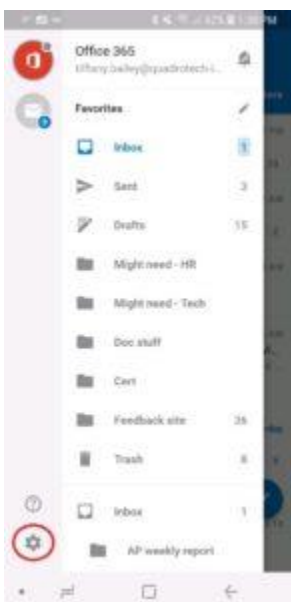 Office 365
Favorites
Inbox 1
Sent 3
Drafts 15
Might need - HR
Might need - Tech
Doc stuff
Cert
Feedback site 26
Trash 8
Inbox 1
AP weekly report